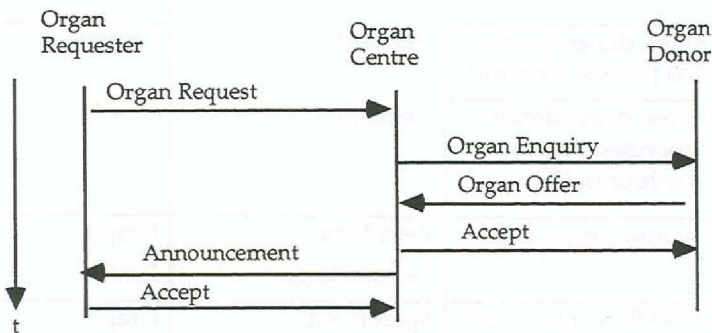 Organ
Requester
Organ
Centre
Organ
Donor
Organ Request
Organ Enquiry
Organ Offer
Accept
Announcement
Accept
t